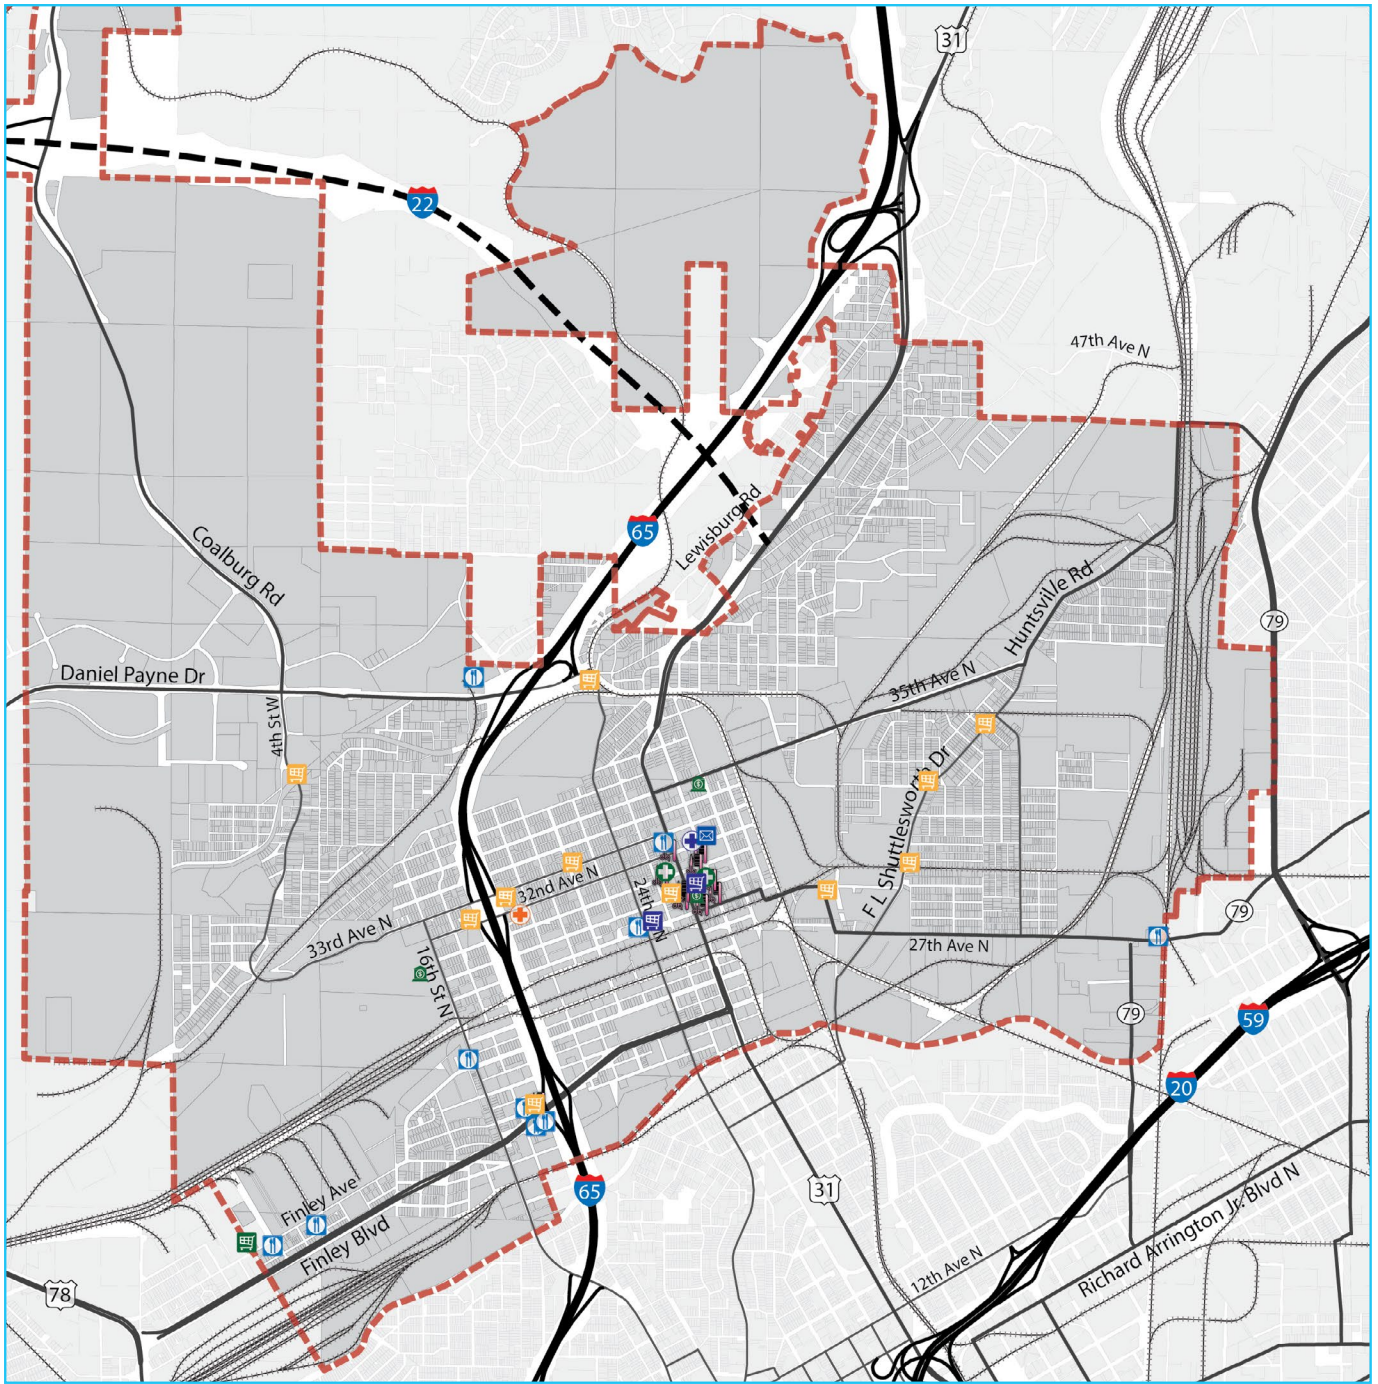 31
22
47th Ave N
65
Lewisburg Rd
Coalburg Rd
Huntsville Rd
79
Daniel Payne Dr
35th Ave N
4th St W
F L Shuttlesworth Dr
32nd Ave N
24th
N
33rd Ave N
16th St N
79
27th Ave N
79
59
20
65
31
Finley Ave
Finley Blvd
Richard Arrington Jr. Blvd N
12th Ave N
78